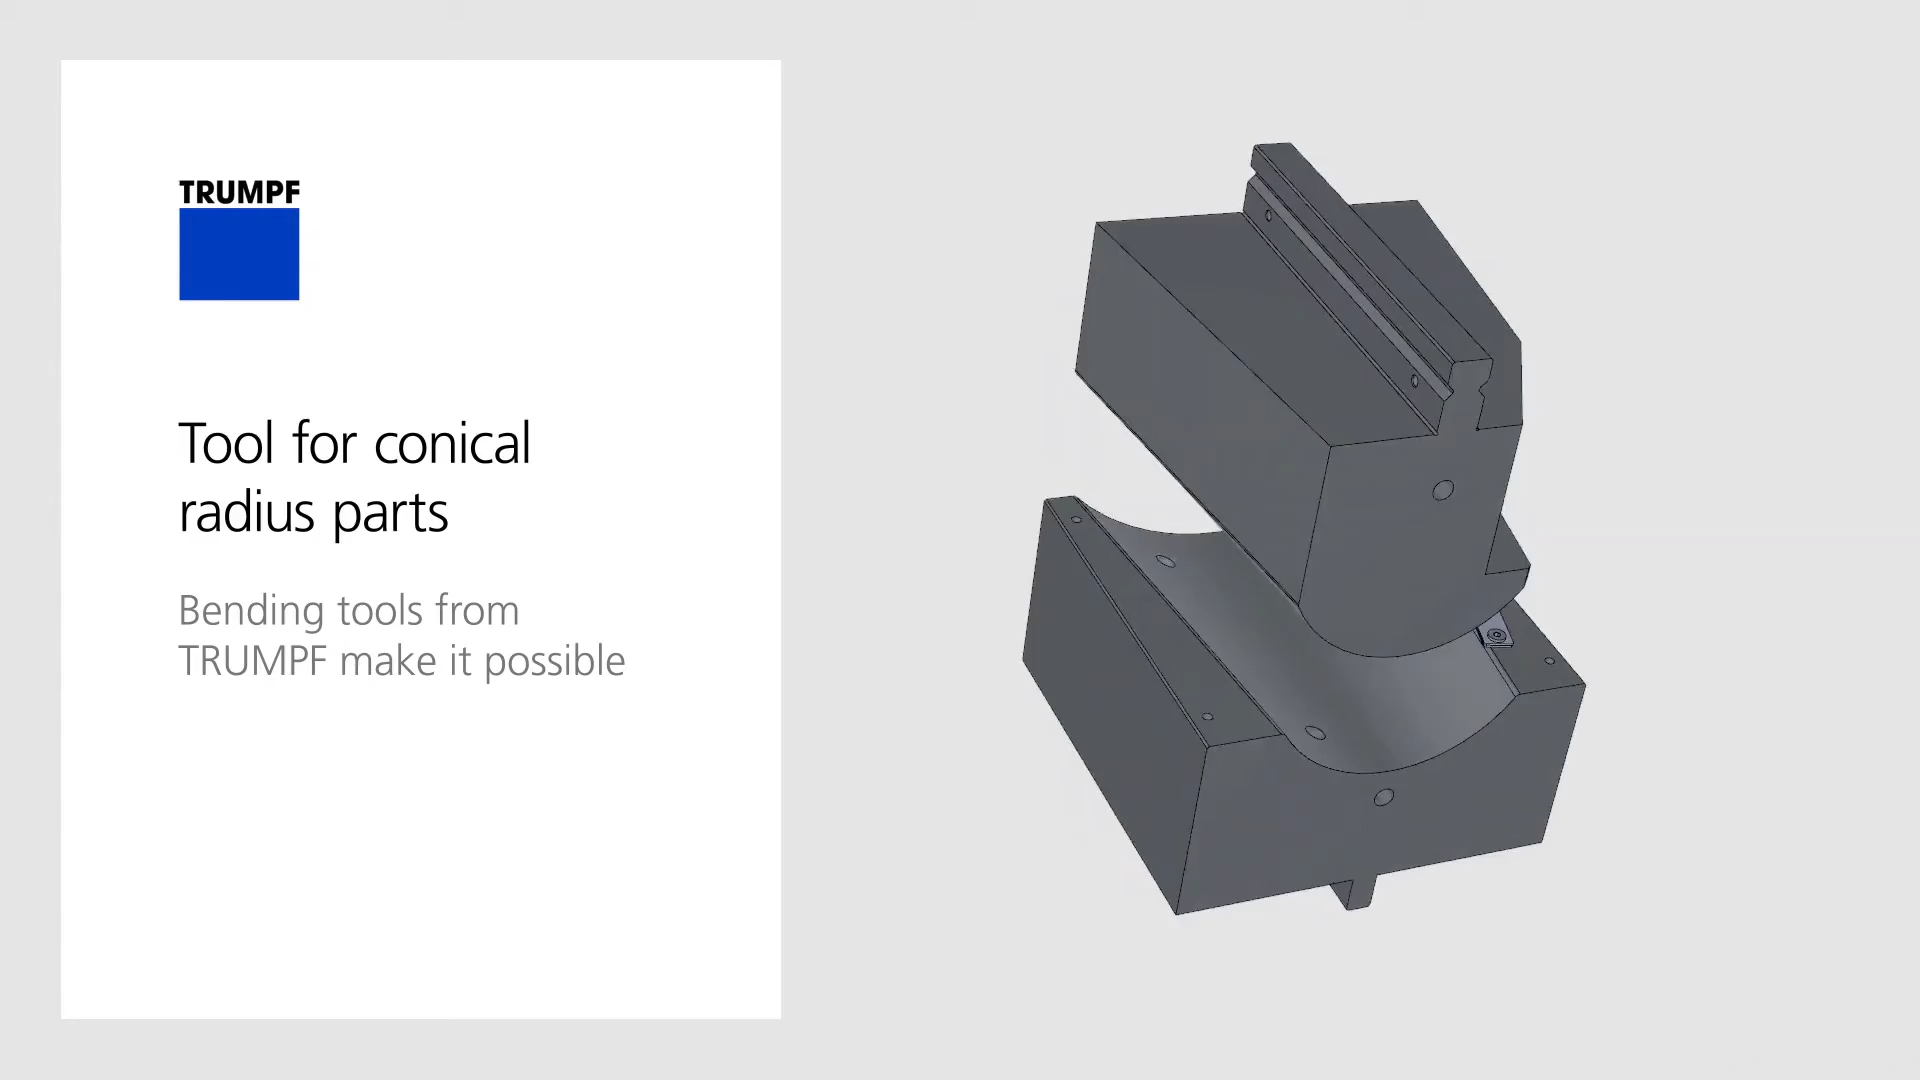 TRUMPF
Tool for conical
radius parts
Bending tools from
TRUMPF make it possible